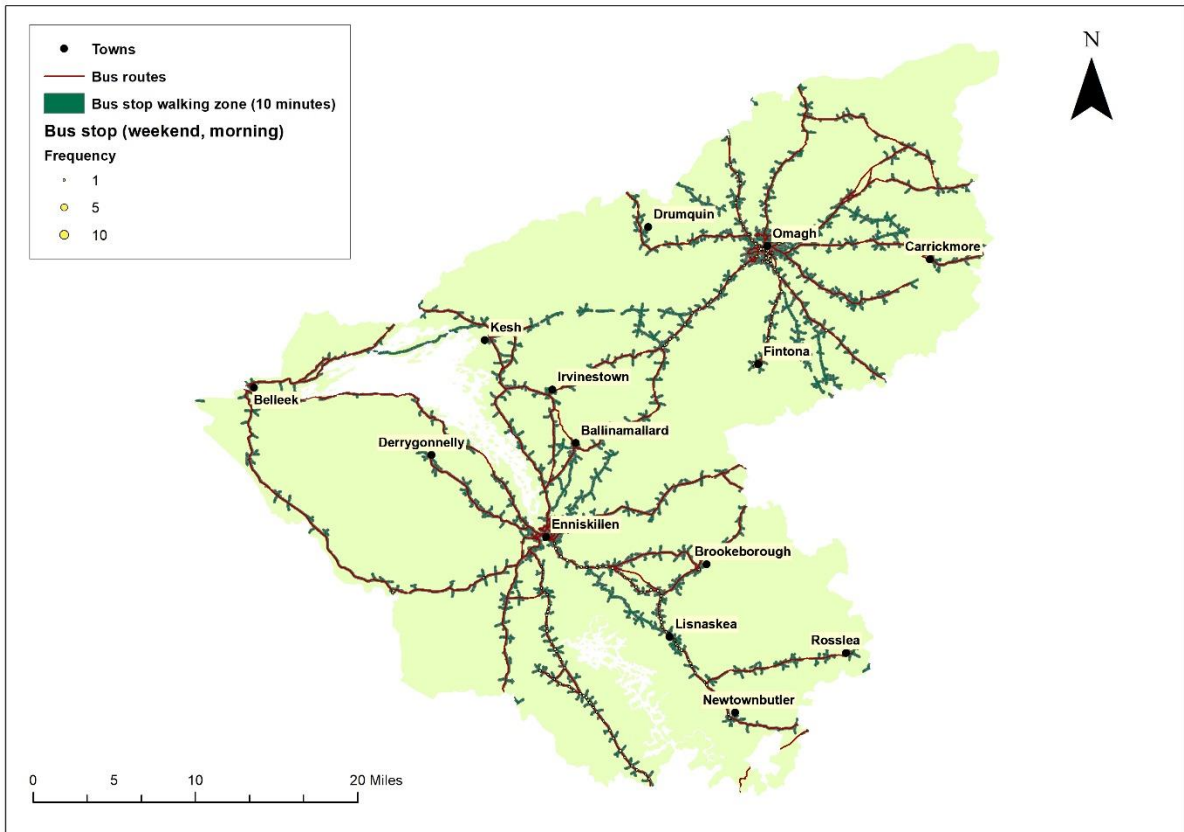 Towns
Bus routes
Bus stop walking zone (10 minutes)
Bus stop (weekend, morning)
Frequency
1
5
10
N
Drumquin
Omagh
Carrickmore
Kesh
Fintona
Irvinestown
Belleek
Ballinamallard
Derrygonnelly
Enniskillen
Brookeborough
Lisnaskea
Rosslea
Newtownbutler
0 5 10 20 Miles